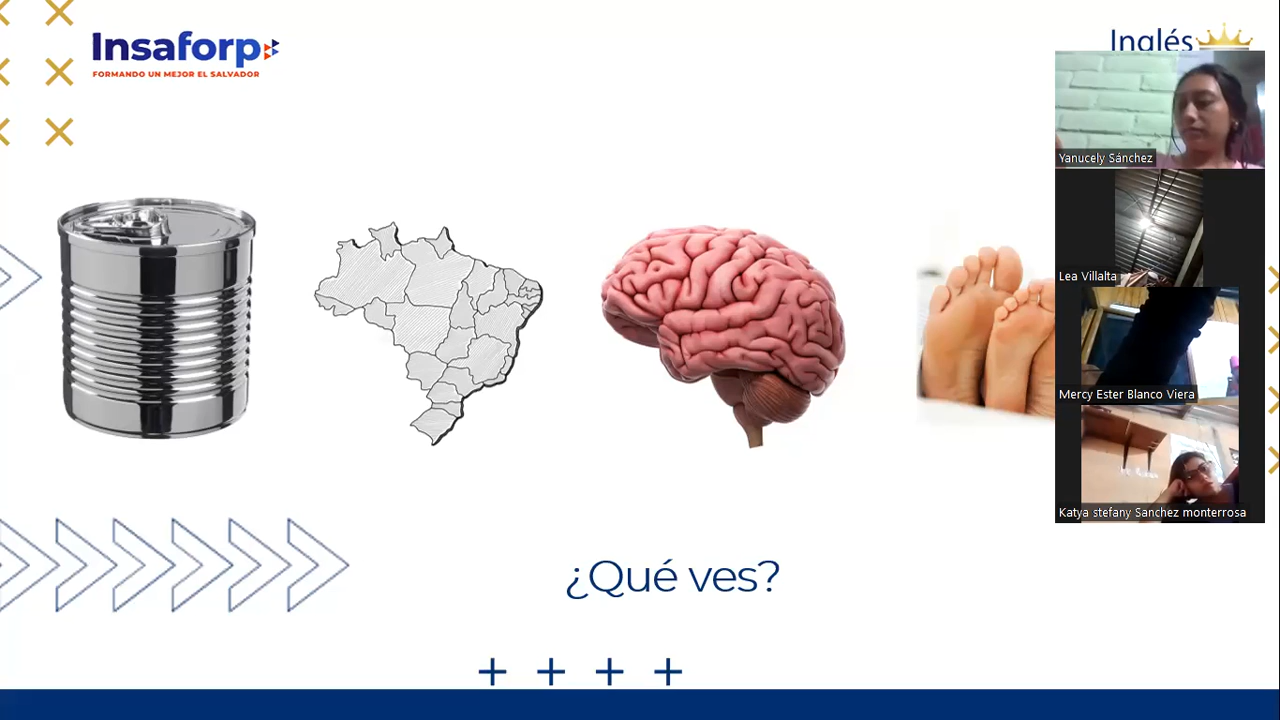 Insaforp
FORMANDO UN MEJOR EL SALVADOR
Inglés
Yanucely Sánchez
Lea Villalta
Mercy Ester Blanco Viera
Katya stefany Sanchez monterrosa
¿Qué ves?